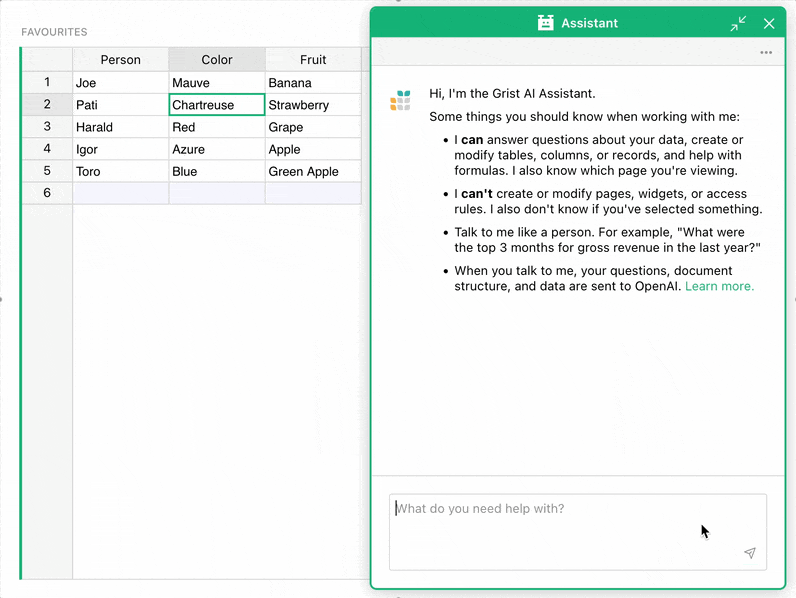 FAVOURITES
Person Color Fruit
1 Joe Mauve Banana
2 Pati Chartreuse Strawberry
3 Harald Red Grape
4 Igor Azure Apple
5 Toro Blue Green Apple
6
Assistant
Hi, I'm the Grist AI Assistant.
Some things you should know when working with me:
• I can answer questions about your data, create or
modify tables, columns, or records, and help with
formulas. I also know which page you're viewing.
• I can't create or modify pages, widgets, or access
rules. I also don't know if you've selected something.
• Talk to me like a person. For example, "What were
the top 3 months for gross revenue in the last year?"
• When you talk to me, your questions, document
structure, and data are sent to OpenAI. Learn more.
What do you need help with?